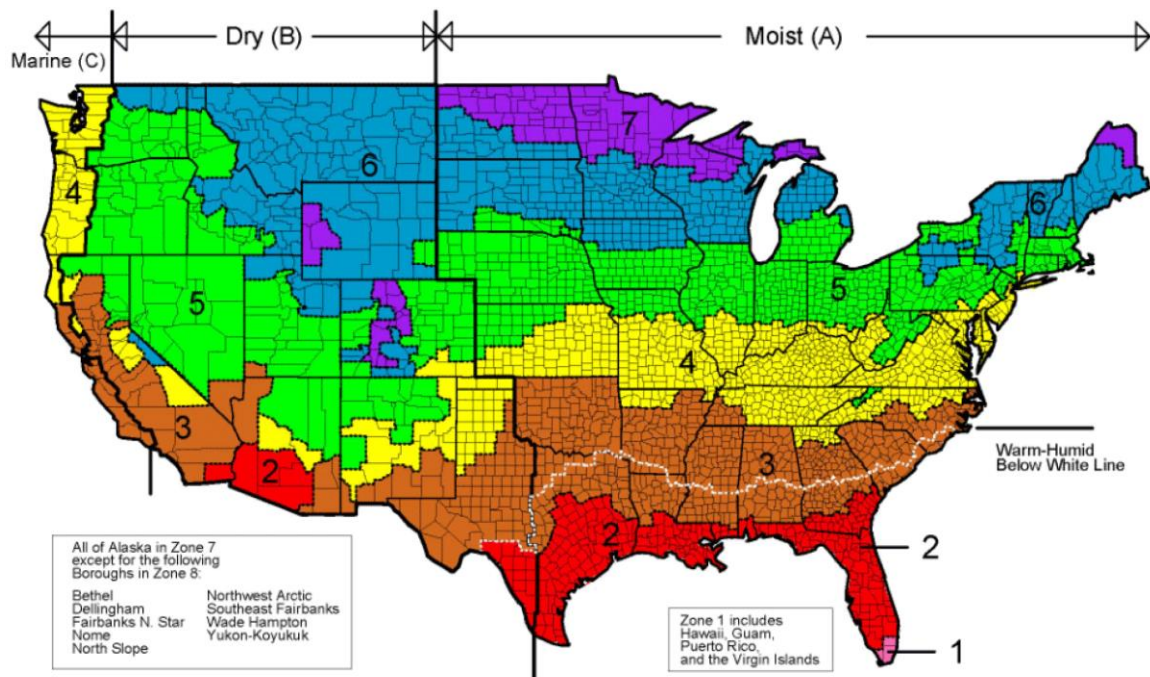 Marine (C)
Dry (B)
Moist (A)
7
6
6
4
5
5
4
3
3
2
2
Warm-Humid
Below White Line
2
1
All of Alaska in Zone 7
except for the following
Boroughs in Zone 8:
Bethel
Dellingham
Fairbanks N. Star
Nome
North Slope
Northwest Arctic
Southeast Fairbanks
Wade Hampton
Yukon-Koyukuk
Zone 1 includes
Hawaii, Guam,
Puerto Rico,
and the Virgin Islands